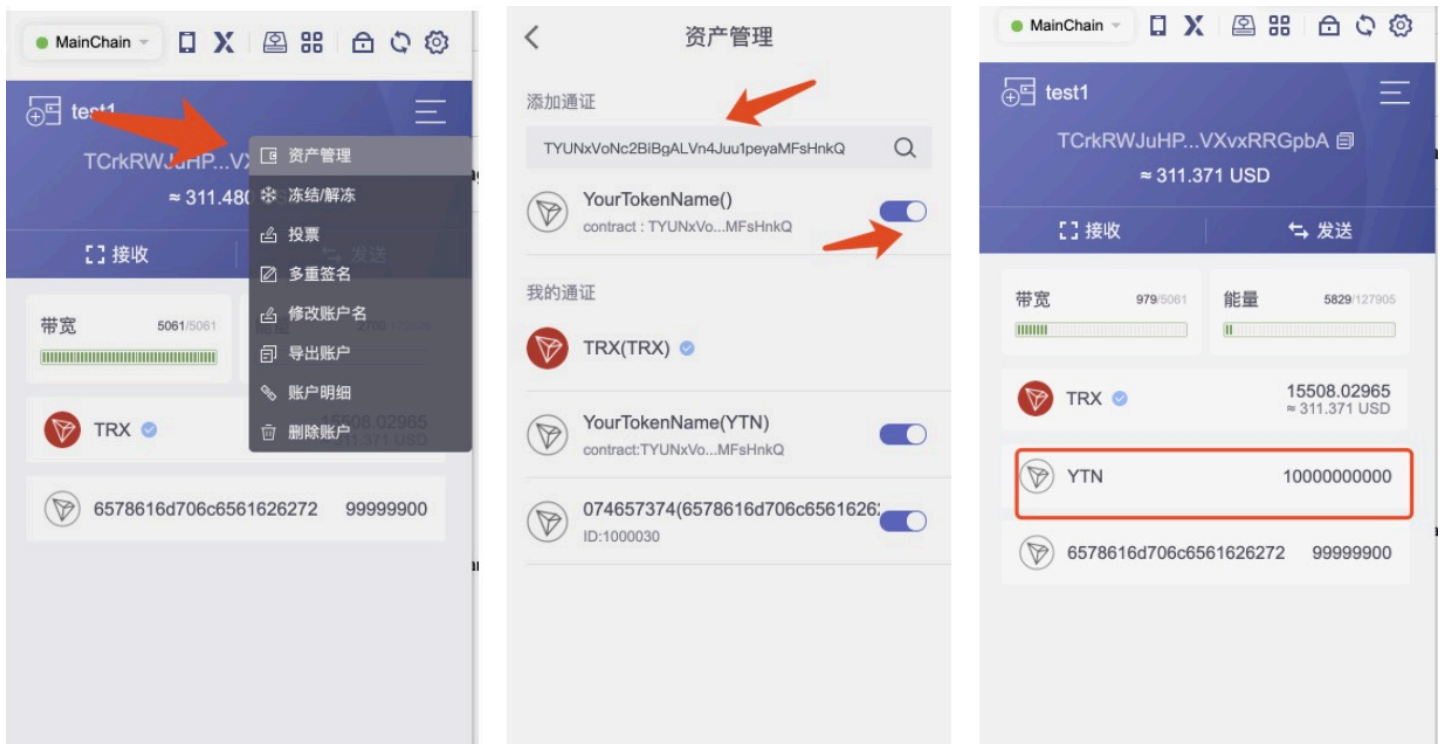 MainChain
test1
TCrkRWJuHP...VX
≈ 311.480
资产管理
冻结/解冻
投票
多重签名
修改账户名
导出账户
账户明细
删除账户
接收
发送
带宽 5061/5061
TRX 15508.02965
311.371 USD
6578616d706c6561626272 99999900
资产管理
添加通证
TYUNxVoNc2BiBgALVn4Juu1peyaMFsHnkQ
YourTokenName()
contract : TYUNxVo...MFsHnkQ
我的通证
TRX(TRX)
YourTokenName(YTN)
contract:TYUNxVo...MFsHnkQ
074657374(6578616d706c6561626
ID:1000030
MainChain
test1
TCrkRWJuHP...VXvxRRGpbA
≈ 311.371 USD
接收 发送
带宽 979/5061 能量 5829/127905
TRX 15508.02965
≈ 311.371 USD
YTN 10000000000
6578616d706c6561626272 99999900